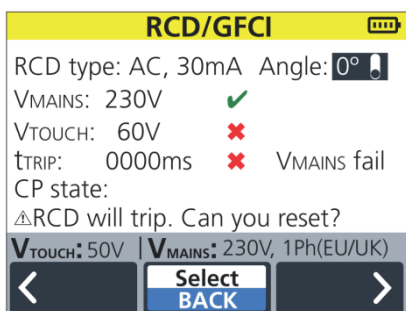 RCD/GFCI
RCD type: AC, 30mA Angle: 0°
VMAINS: 230V ✔
VTOUCH: 60V ✖
tTRIP: 0000ms ✖ VMAINS fail
CP state:
⚠RCD will trip. Can you reset?
VTOUCH: 50V | VMAINS: 230V, 1Ph(EU/UK)
< Select >
BACK